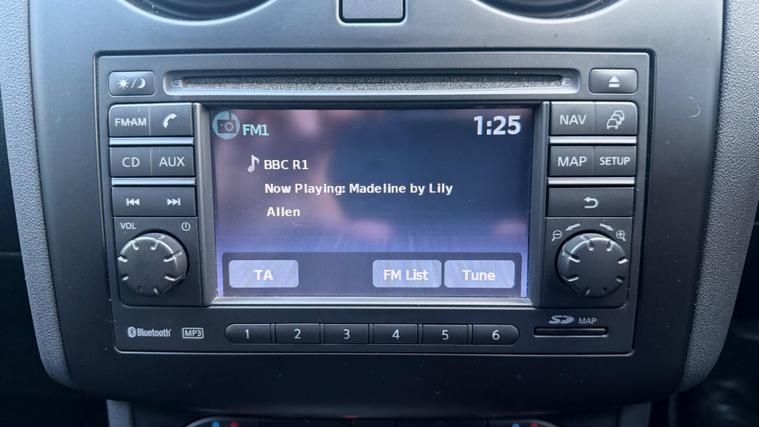 FM•AM
CD AUX
VOL
FM1 1:25
BBC R1
Now Playing: Madeline by Lily
Allen
TA FM List Tune
NAV
MAP SETUP
Bluetooth® MP3
1 2 3 4 5 6
SD MAP